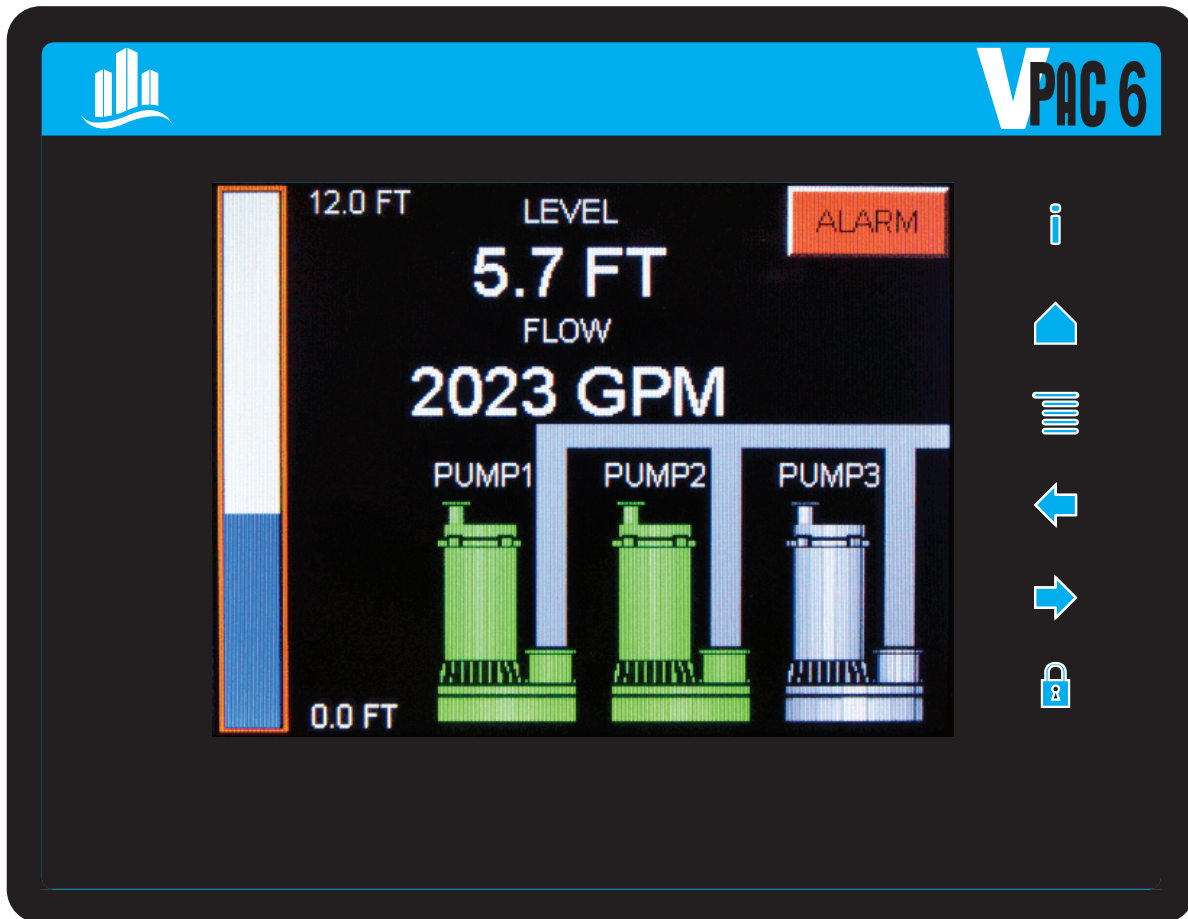 VPAC 6
12.0 FT
LEVEL
ALARM
5.7 FT
FLOW
2023 GPM
PUMP1
PUMP2
PUMP3
0.0 FT
i